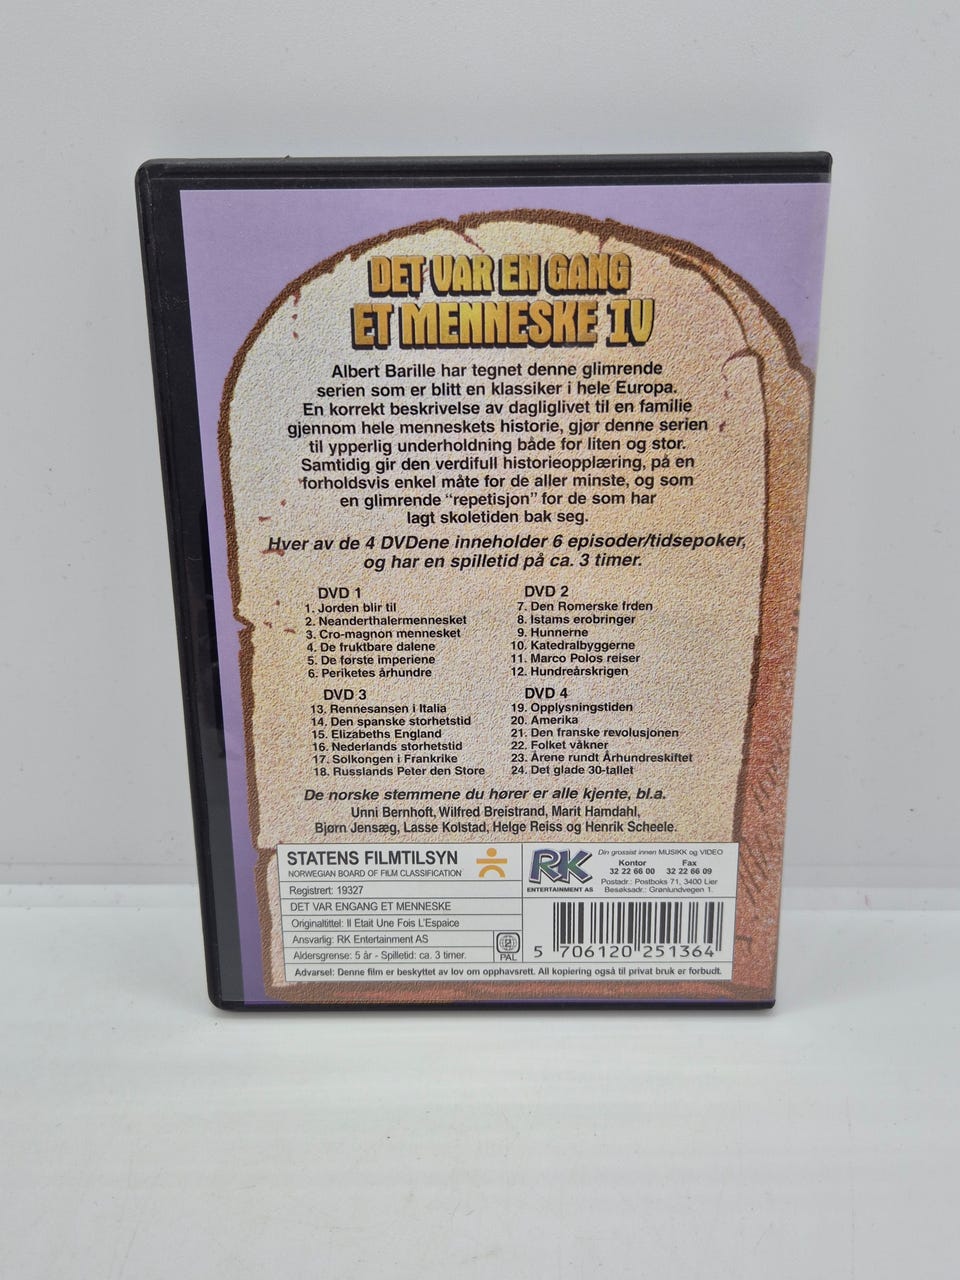 DET VAR EN GANG
ET MENNESKE IV
Albert Barille har tegnet denne glimrende
serien som er blitt en klassiker i hele Europa.
En korrekt beskrivelse av dagliglivet til en familie
gjennom hele menneskets historie, gjør denne serien
til ypperlig underholdning både for liten og stor.
Samtidig gir den verdifull historieopplæring, på en
forholdsvis enkel måte for de aller minste, og som
en glimrende "repetisjon" for de som har
lagt skoletiden bak seg.
Hver av de 4 DVDene inneholder 6 episoder/tidsepoker,
og har en spilletid på ca. 3 timer.
DVD 1
1. Jorden blir til
2. Neanderthalermennesket
3. Cro-magnon mennesket
4. De fruktbare dalene
5. De første imperiene
6. Periketes århundre
DVD 2
7. Den Romerske frden
8. Istams erobringer
9. Hunnerne
10. Katedralbyggerne
11. Marco Polos reiser
12. Hundreårskrigen
DVD 3
13. Rennesansen i Italia
14. Den spanske storhetstid
15. Elizabeths England
16. Nederlands storhetstid
17. Solkongen i Frankrike
18. Russlands Peter den Store
DVD 4
19. Opplysningstiden
20. Amerika
21. Den franske revolusjonen
22. Folket våkner
23. Årene rundt Århundreskiftet
24. Det glade 30-tallet
De norske stemmene du hører er alle kjente, bl.a.
Unni Bernhoft, Wilfred Breistrand, Marit Hamdahl,
Bjørn Jensæg, Lasse Kolstad, Helge Reiss og Henrik Scheele.
STATENS FILMTILSYN
NORWEGIAN BOARD OF FILM CLASSIFICATION
Registrert: 19327
DET VAR ENGANG ET MENNESKE
Originaltittel: Il Etait Une Fois L'Espaice
Ansvarlig: RK Entertainment AS
Aldersgrense: 5 år - Spilletid: ca. 3 timer.
2
PAL
RK
ENTERTAINMENT AS
Din grossist innen MUSIKK og VIDEO
Kontor Fax
32 22 66 00 32 22 66 09
Postadr.: Postboks 71, 3400 Lier
Besøksadr.: Grønlundvegen 1.
5 706120 251364
Advarsel: Denne film er beskyttet av lov om opphavsrett. All kopiering også til privat bruk er forbudt.